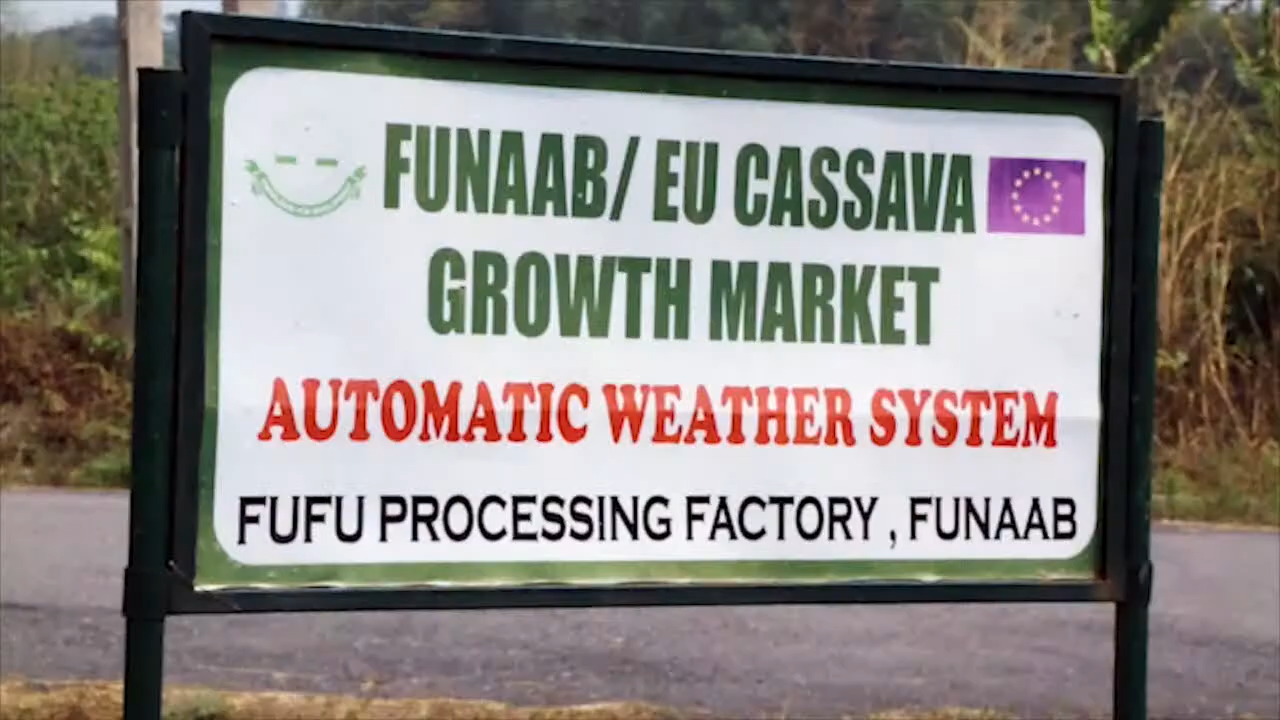 FUNAAB/ EU CASSAVA
GROWTH MARKET
AUTOMATIC WEATHER SYSTEM
FUFU PROCESSING FACTORY , FUNAAB